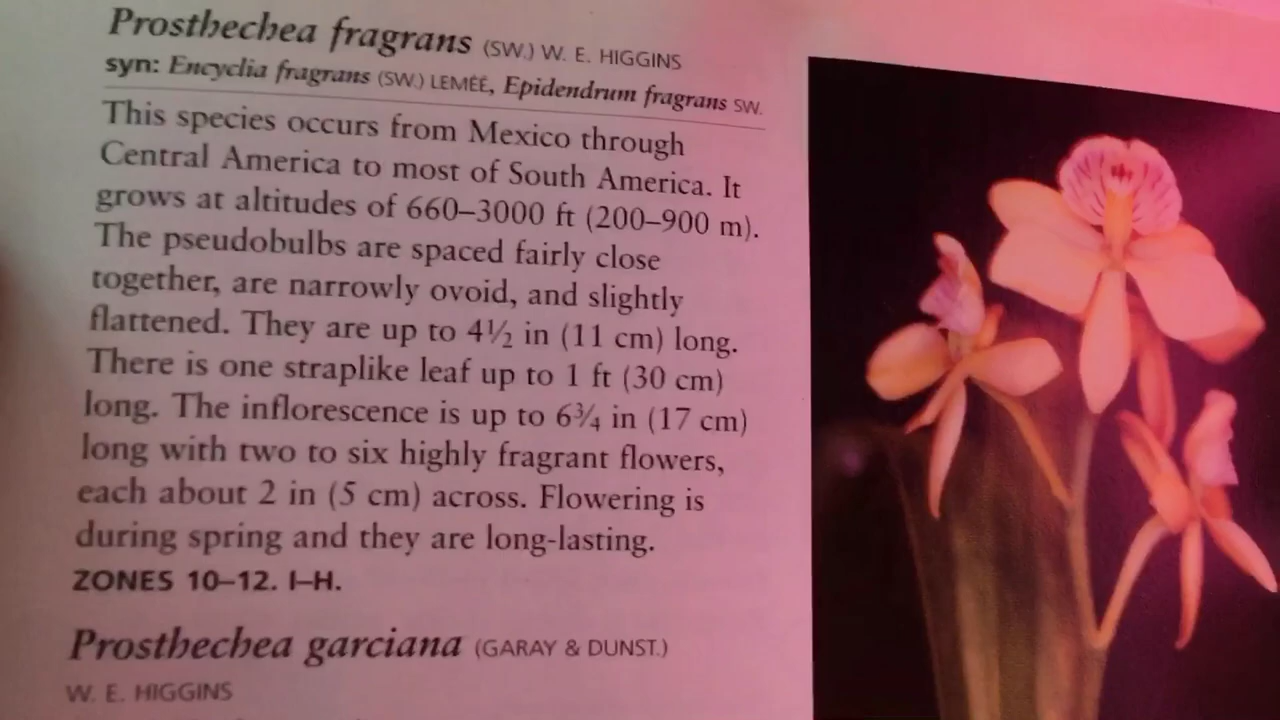 Prosthechea fragrans (SW.) W. E. HIGGINS
syn: Encyclia fragrans (SW.) LEMÉE, Epidendrum fragrans SW.
This species occurs from Mexico through
Central America to most of South America. It
grows at altitudes of 660–3000 ft (200–900 m).
The pseudobulbs are spaced fairly close
together, are narrowly ovoid, and slightly
flattened. They are up to 4½ in (11 cm) long.
There is one straplike leaf up to 1 ft (30 cm)
long. The inflorescence is up to 6¾ in (17 cm)
long with two to six highly fragrant flowers,
each about 2 in (5 cm) across. Flowering is
during spring and they are long-lasting.
ZONES 10–12. I–H.
Prosthechea garciana (GARAY & DUNST.)
W. E. HIGGINS